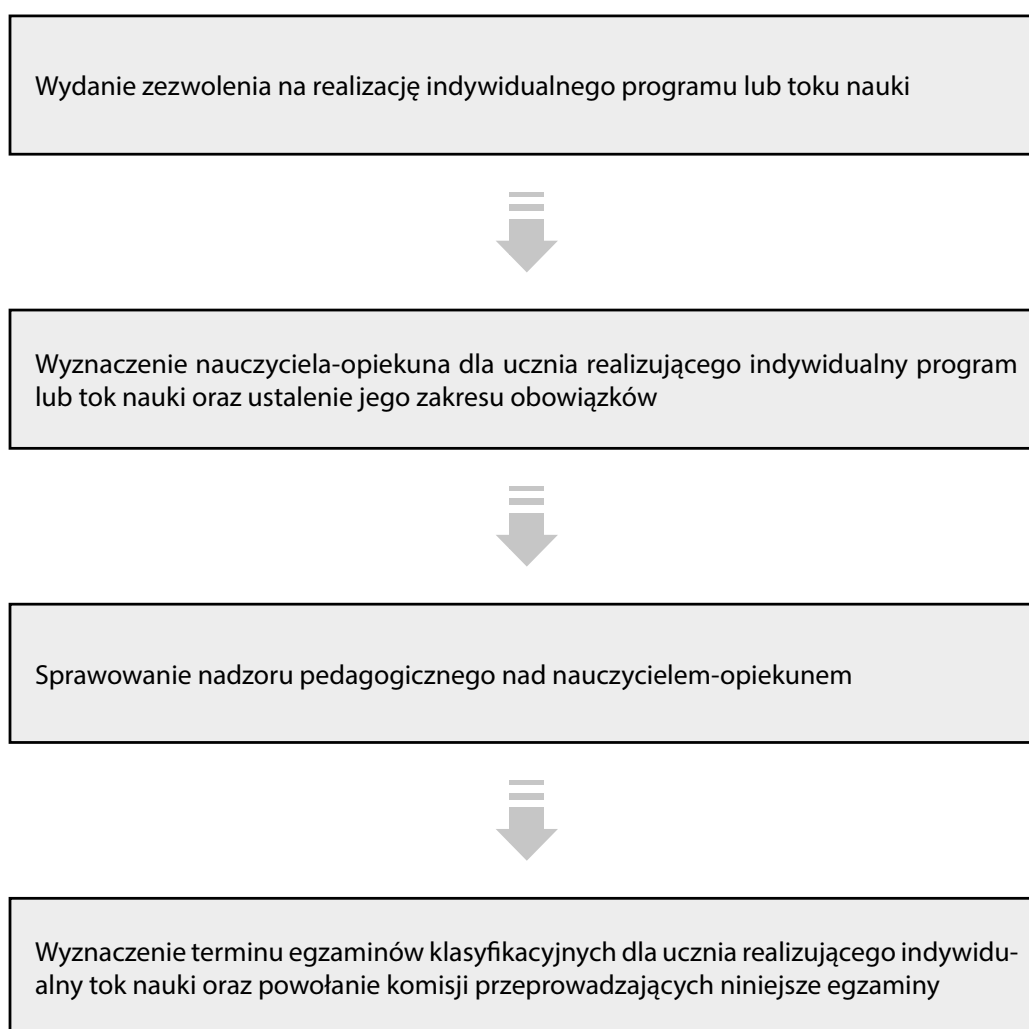 Wydanie zezwolenia na realizację indywidualnego programu lub toku nauki
Wyznaczenie nauczyciela-opiekuna dla ucznia realizującego indywidualny program
lub tok nauki oraz ustalenie jego zakresu obowiązków
Sprawowanie nadzoru pedagogicznego nad nauczycielem-opiekunem
Wyznaczenie terminu egzaminów klasyfikacyjnych dla ucznia realizującego indywidu-
alny tok nauki oraz powołanie komisji przeprowadzających niniejsze egzaminy